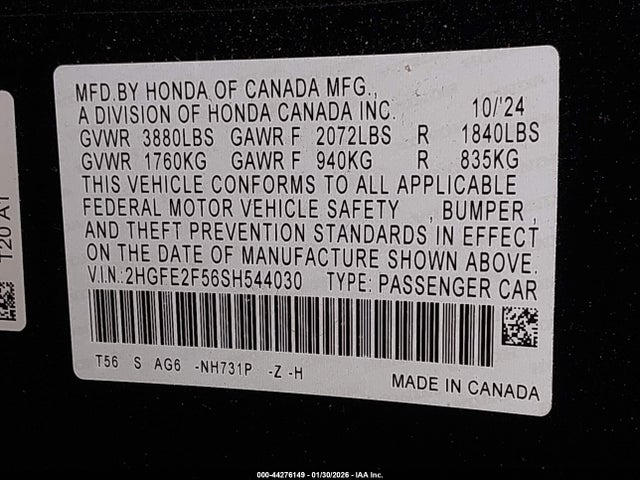 MFD. BY HONDA OF CANADA MFG.,
A DIVISION OF HONDA CANADA INC. 10/'24
GVWR 3880LBS GAWR F 2072LBS R 1840LBS
GVWR 1760KG GAWR F 940KG R 835KG
THIS VEHICLE CONFORMS TO ALL APPLICABLE
FEDERAL MOTOR VEHICLE SAFETY , BUMPER ,
AND THEFT PREVENTION STANDARDS IN EFFECT
ON THE DATE OF MANUFACTURE SHOWN ABOVE.
V.I.N.:2HGFE2F56SH544030 TYPE: PASSENGER CAR
T56 S AG6 -NH731P -Z -H
MADE IN CANADA
T20 A1
000-44276149 - 01/30/2026 - IAA Inc.